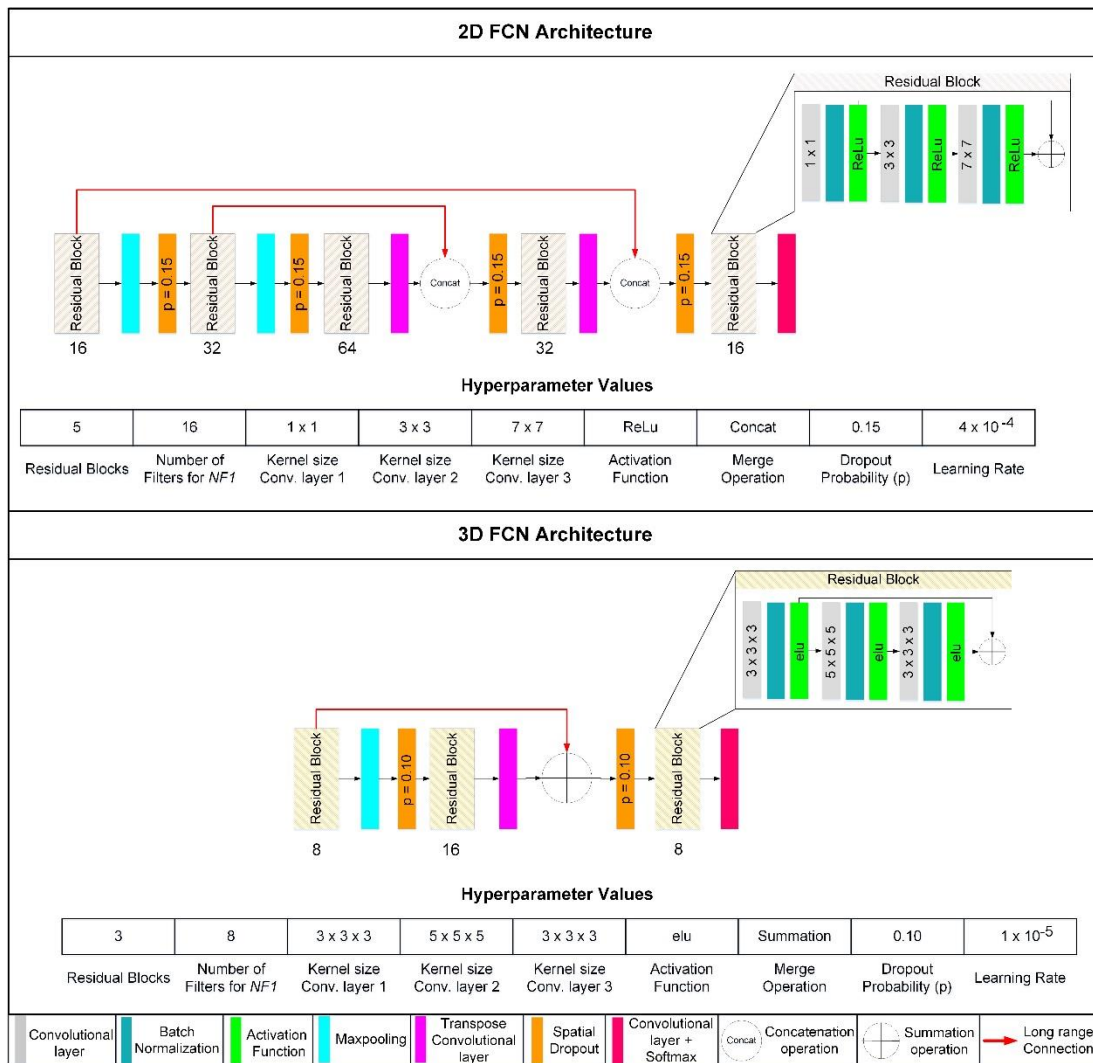 2D FCN Architecture
Residual Block
1 x 1
ReLu
3 x 3
ReLu
7 x 7
ReLu
Residual Block
p = 0.15
Residual Block
p = 0.15
Residual Block
Concat
p = 0.15
Residual Block
Concat
p = 0.15
Residual Block
16
32
64
32
16
Hyperparameter Values
5 16 1 x 1 3 x 3 7 x 7 ReLu Concat 0.15 4 x 10⁻⁴
Residual Blocks Number of Kernel size Kernel size Kernel size Activation Merge Dropout Learning Rate
Filters for NF1 Conv. layer 1 Conv. layer 2 Conv. layer 3 Function Operation Probability (p)
3D FCN Architecture
Residual Block
3 x 3 x 3
elu
5 x 5 x 5
elu
3 x 3 x 3
elu
Residual Block
p = 0.10
Residual Block
p = 0.10
Residual Block
8
16
8
Hyperparameter Values
3 8 3 x 3 x 3 5 x 5 x 5 3 x 3 x 3 elu Summation 0.10 1 x 10⁻⁵
Residual Blocks Number of Kernel size Kernel size Kernel size Activation Merge Dropout Learning Rate
Filters for NF1 Conv. layer 1 Conv. layer 2 Conv. layer 3 Function Operation Probability (p)
Convolutional layer
Batch Normalization
Activation Function
Maxpooling
Transpose Convolutional layer
Spatial Dropout
Convolutional layer + Softmax
Concat
Concatenation operation
Summation operation
Long range Connection